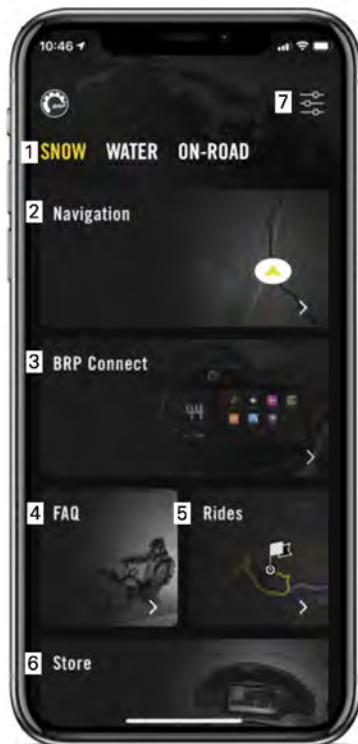 10:46
7
1 SNOW WATER ON-ROAD
2 Navigation
3 BRP Connect
44
4 FAQ
5 Rides
6 Store